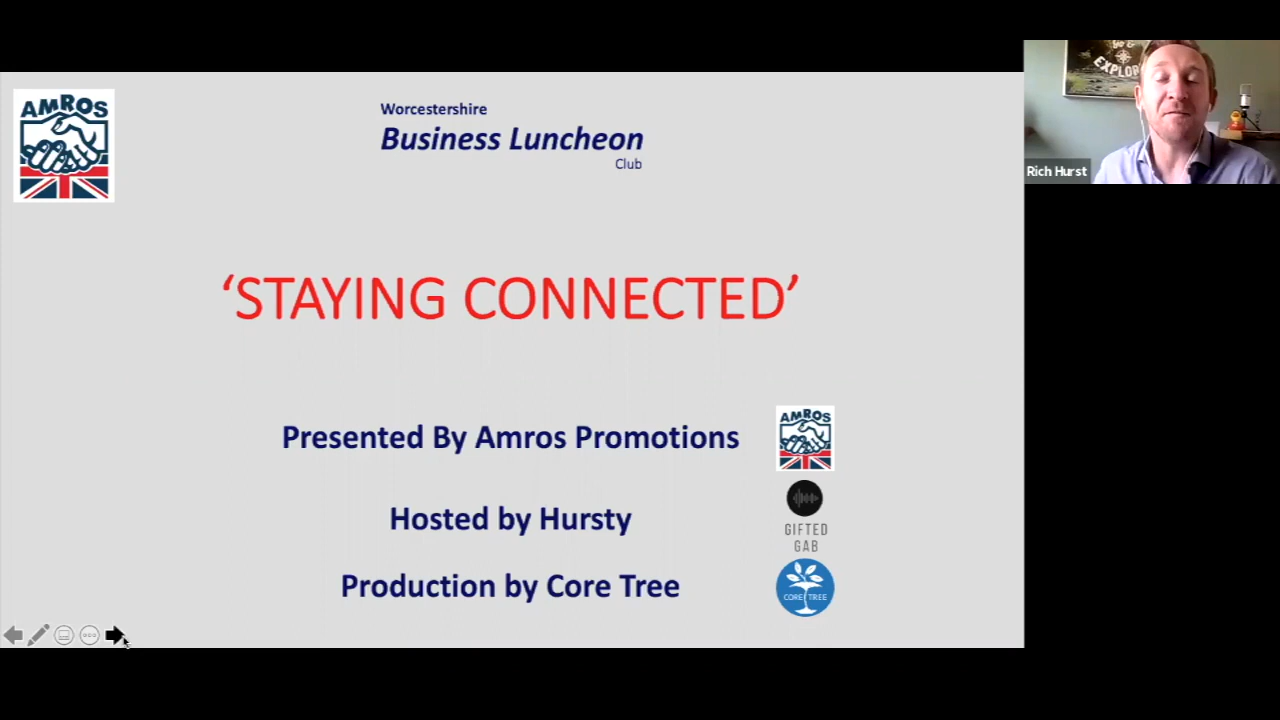 AMROS
Worcestershire
Business Luncheon
Club
EXPLOR
Rich Hurst
‘STAYING CONNECTED’
Presented By Amros Promotions
AMROS
Hosted by Hursty
GIFTED
GAB
Production by Core Tree
CORE TREE